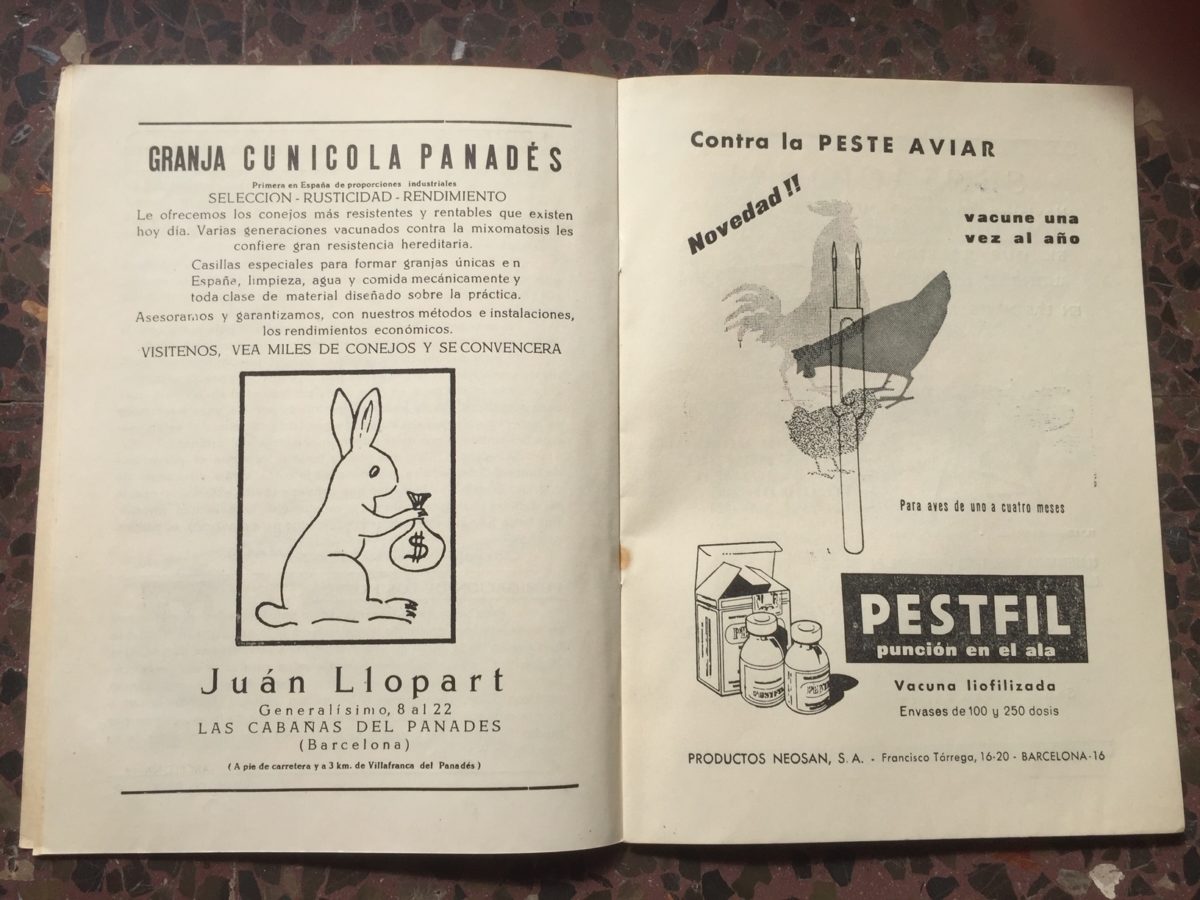 GRANJA CUNICOLA PANADÉS
Primera en España de proporciones industriales
SELECCION - RUSTICIDAD - RENDIMIENTO
Le ofrecemos los conejos más resistentes y rentables que existen
hoy día. Varias generaciones vacunados contra la mixomatosis les
confiere gran resistencia hereditaria.
Casillas especiales para formar granjas únicas en
España, limpieza, agua y comida mecánicamente y
toda clase de material diseñado sobre la práctica.
Asesoramos y garantizamos, con nuestros métodos e instalaciones,
los rendimientos económicos.
VISITENOS, VEA MILES DE CONEJOS Y SE CONVENCERA
$
Juán Llopart
Generalísimo, 8 al 22
LAS CABAÑAS DEL PANADES
(Barcelona)
(A pie de carretera y a 3 km. de Villafranca del Panadés)
Contra la PESTE AVIAR
Novedad!!
vacune una
vez al año
Para aves de uno a cuatro meses
PESTFIL
punción en el ala
Vacuna liofilizada
Envases de 100 y 250 dosis
PRODUCTOS NEOSAN, S. A. - Francisco Tárrega, 16-20 - BARCELONA-16